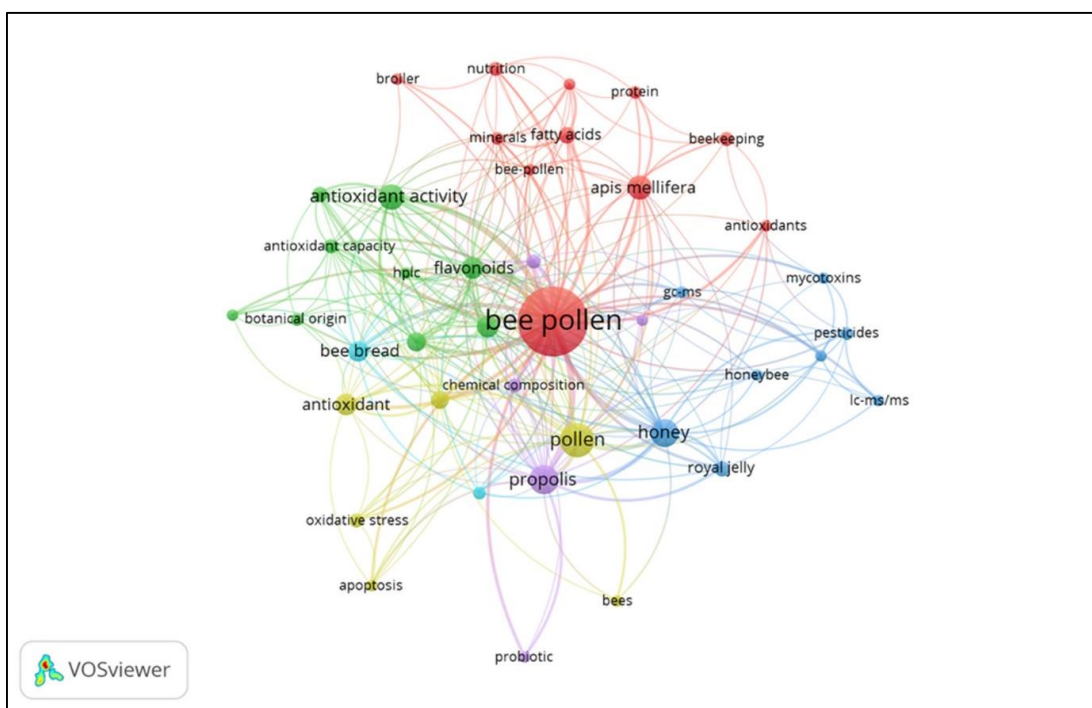 nutrition
broiler
protein
minerals
fatty acids
beekeeping
bee-pollen
apis mellifera
antioxidant activity
antioxidants
antioxidant capacity
hplc
flavonoids
mycotoxins
gc-ms
botanical origin
bee pollen
pesticides
bee bread
chemical composition
honeybee
antioxidant
lc-ms/ms
pollen
honey
royal jelly
propolis
oxidative stress
apoptosis
bees
probiotic
VOSviewer